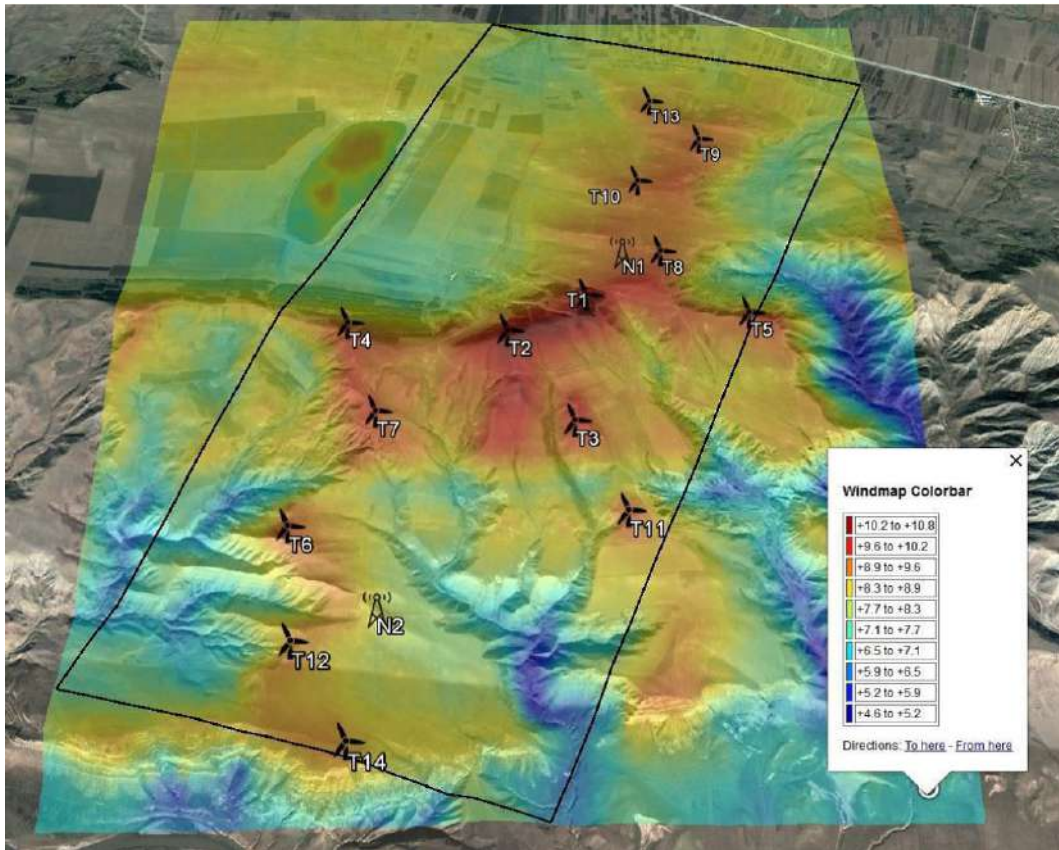 T13
T9
T10
N1
T8
T1
T5
T4
T2
T7
T3
T11
T6
N2
T12
T14
Windmap Colorbar
+10.2 to +10.8
+9.6 to +10.2
+8.9 to +9.6
+8.3 to +8.9
+7.7 to +8.3
+7.1 to +7.7
+6.5 to +7.1
+5.9 to +6.5
+5.2 to +5.9
+4.6 to +5.2
Directions: To here - From here